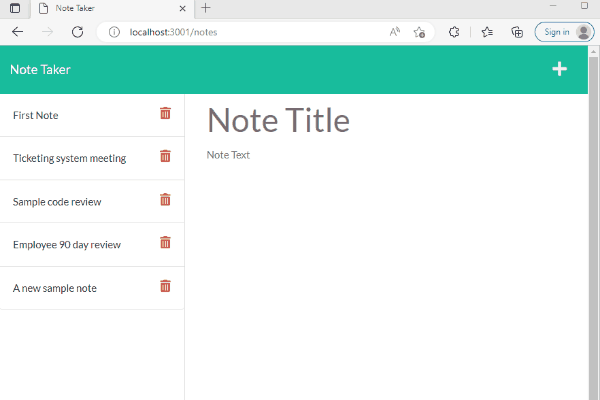 Note Taker
localhost:3001/notes
Sign in
Note Taker
First Note
Ticketing system meeting
Sample code review
Employee 90 day review
A new sample note
Note Title
Note Text